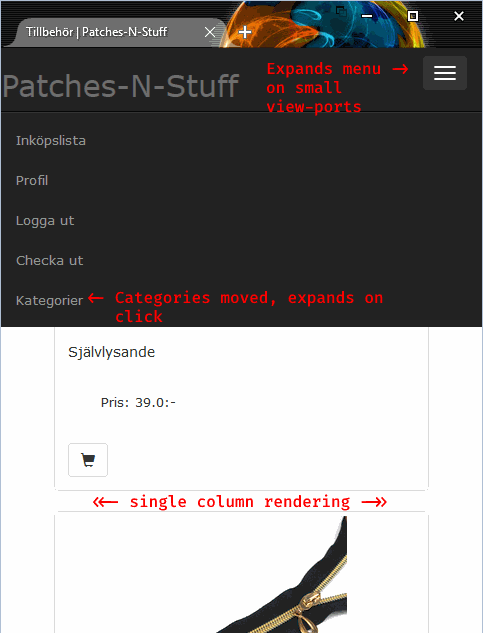 Tillbehör | Patches-N-Stuff
Patches-N-Stuff
Expands menu →
on small
view-ports
Inköpslista
Profil
Logga ut
Checka ut
Kategorier
← Categories moved, expands on
click
Självlysande
Pris: 39.0:-
«— single column rendering —»